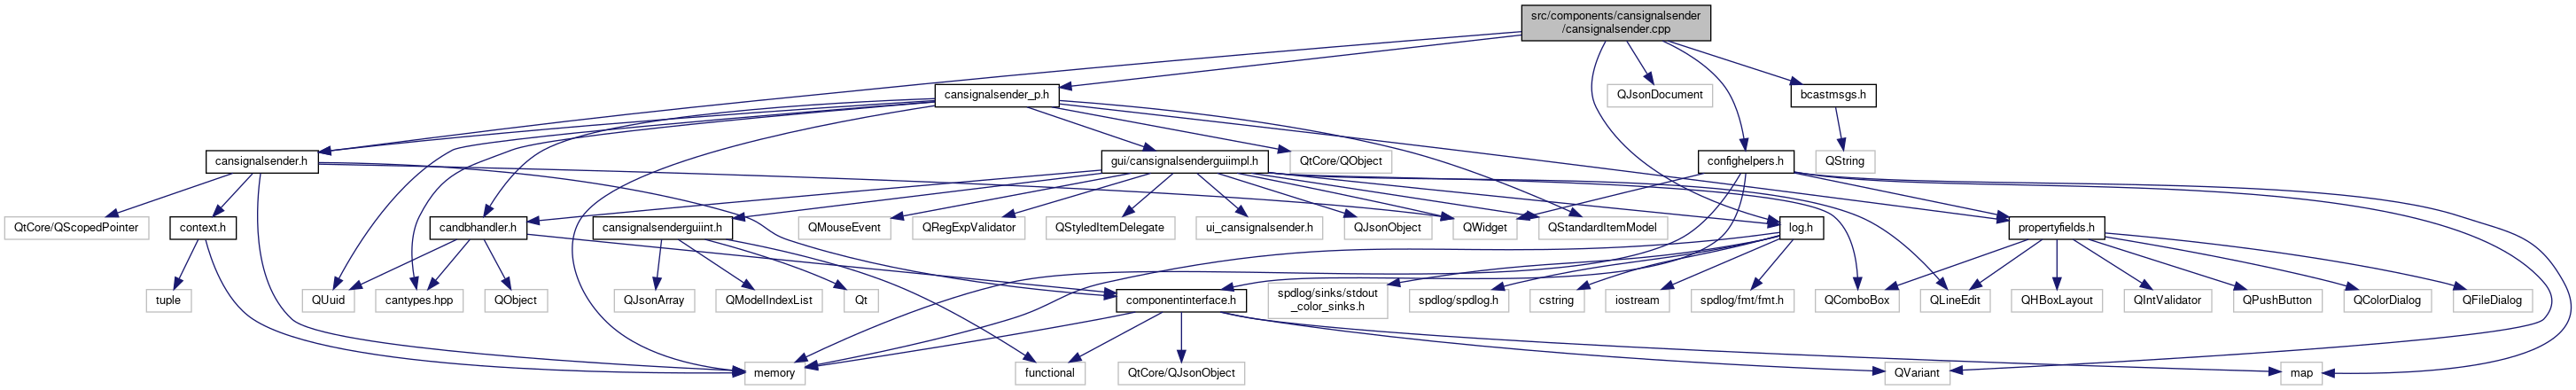 src/components/cansignalsender
/cansignalsender.cpp
cansignalsender_p.h
QJsonDocument
bcastmsgs.h
cansignalsender.h
gui/cansignalsenderguiimpl.h
QtCore/QObject
confighelpers.h
QString
QtCore/QScopedPointer
context.h
candbhandler.h
cansignalsenderguiint.h
QMouseEvent
QRegExpValidator
QStyledItemDelegate
ui_cansignalsender.h
QJsonObject
QWidget
QStandardItemModel
log.h
propertyfields.h
tuple
QUuid
cantypes.hpp
QObject
QJsonArray
QModelIndexList
Qt
componentinterface.h
spdlog/sinks/stdout
_color_sinks.h
spdlog/spdlog.h
cstring
iostream
spdlog/fmt/fmt.h
QComboBox
QLineEdit
QHBoxLayout
QIntValidator
QPushButton
QColorDialog
QFileDialog
memory
functional
QtCore/QJsonObject
QVariant
map